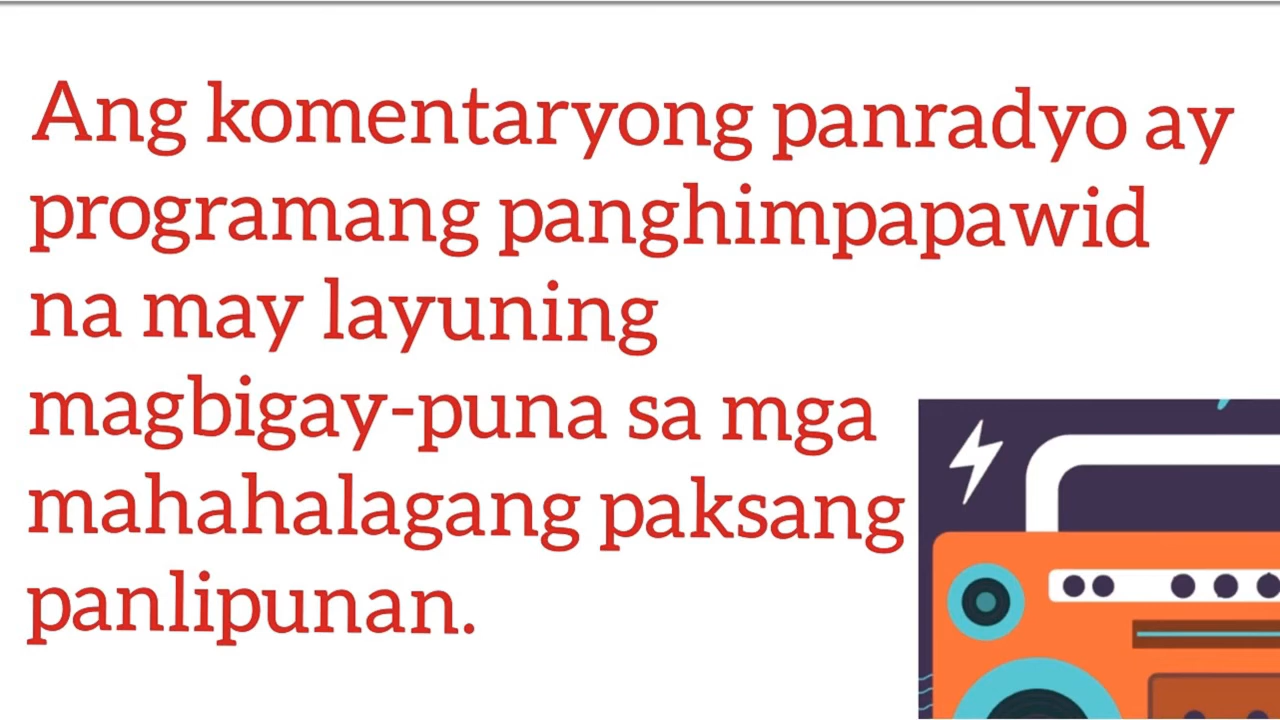 Ang komentaryong panradyo ay
programang panghimpapawid
na may layuning
magbigay-puna sa mga
mahahalagang paksang
panlipunan.